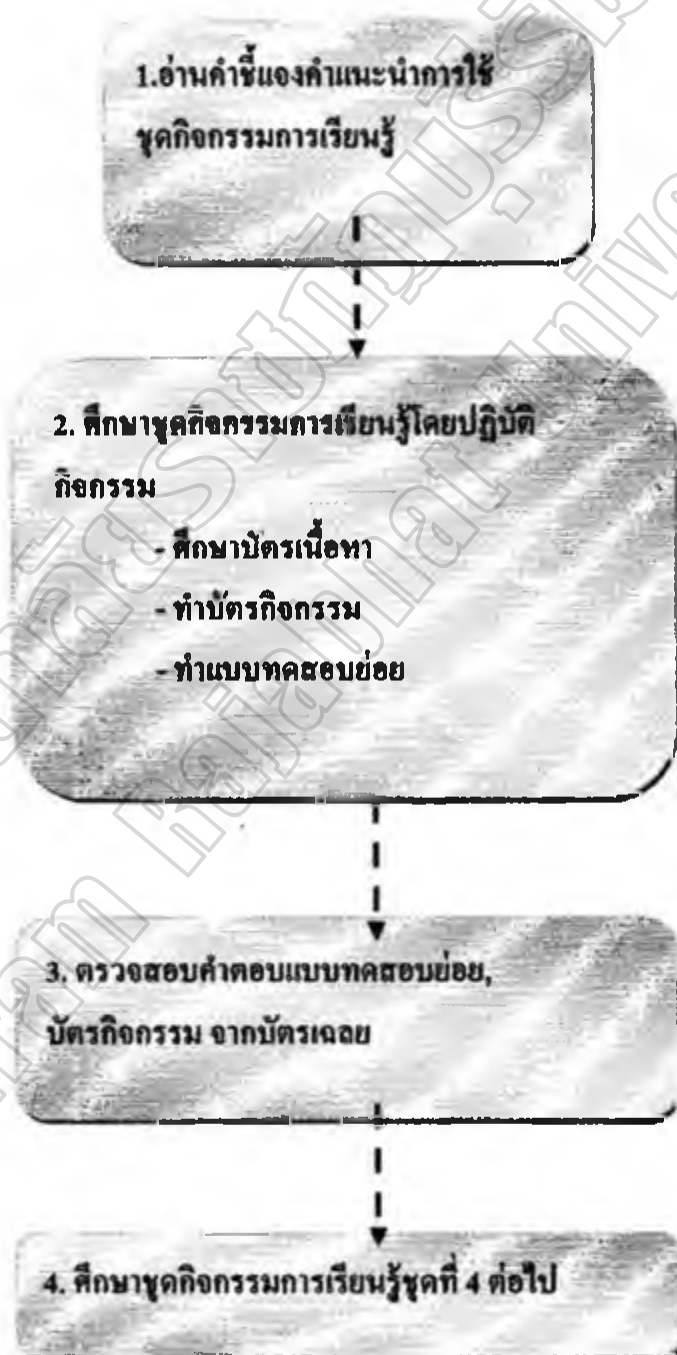 1.อ่านคำชี้แจงคำแนะนำการใช้
ชุดกิจกรรมการเรียนรู้
2. ศึกษาชุดกิจกรรมการเรียนรู้โดยปฏิบัติ
กิจกรรม
- ศึกษาบัตรเนื้อหา
- ทำบัตรกิจกรรม
- ทำแบบทดสอบย่อย
3. ตรวจสอบคำตอบแบบทดสอบย่อย,
บัตรกิจกรรม จากบัตรเฉลย
4. ศึกษาชุดกิจกรรมการเรียนรู้ชุดที่ 4 ต่อไป